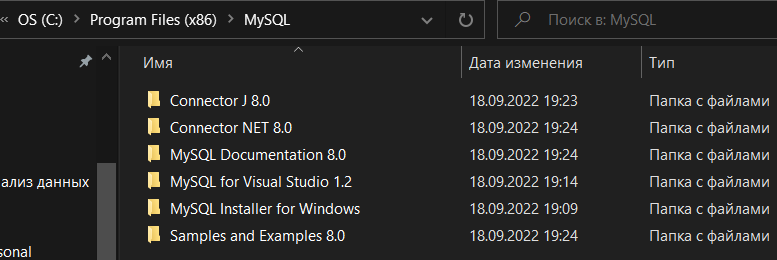 « OS (C:) > Program Files (x86) > MySQL
Поиск в: MySQL
Имя Дата изменения Тип
Connector J 8.0 18.09.2022 19:23 Папка с файлами
Connector NET 8.0 18.09.2022 19:24 Папка с файлами
MySQL Documentation 8.0 18.09.2022 19:24 Папка с файлами
ализ данных
MySQL for Visual Studio 1.2 18.09.2022 19:14 Папка с файлами
MySQL Installer for Windows 18.09.2022 19:09 Папка с файлами
Samples and Examples 8.0 18.09.2022 19:24 Папка с файлами
sonal